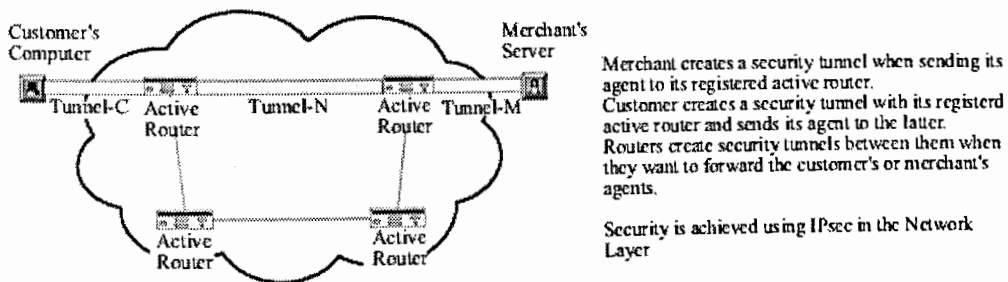 Customer's
Computer
Merchant's
Server
Tunnel-C
Active
Router
Tunnel-N
Active
Router
Tunnel-M
Active
Router
Active
Router
Merchant creates a security tunnel when sending its
agent to its registered active router.
Customer creates a security tunnel with its registerd
active router and sends its agent to the latter.
Routers create security tunnels between them when
they want to forward the customer's or merchant's
agents.
Security is achieved using IPsec in the Network
Layer